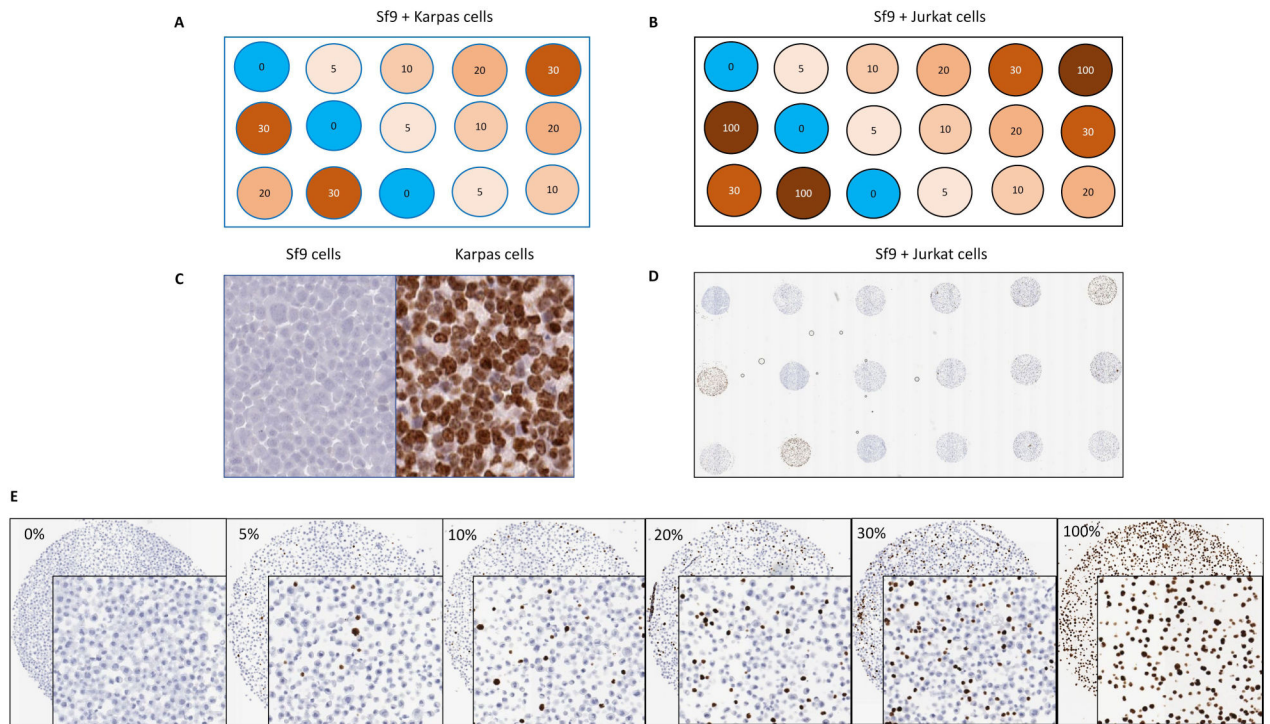 A
Sf9 + Karpas cells
0 5 10 20 30
30 0 5 10 20
20 30 0 5 10
B
Sf9 + Jurkat cells
0 5 10 20 30 100
100 0 5 10 20 30
30 100 0 5 10 20
C
Sf9 cells Karpas cells
D
Sf9 + Jurkat cells
E
0% 5% 10% 20% 30% 100%